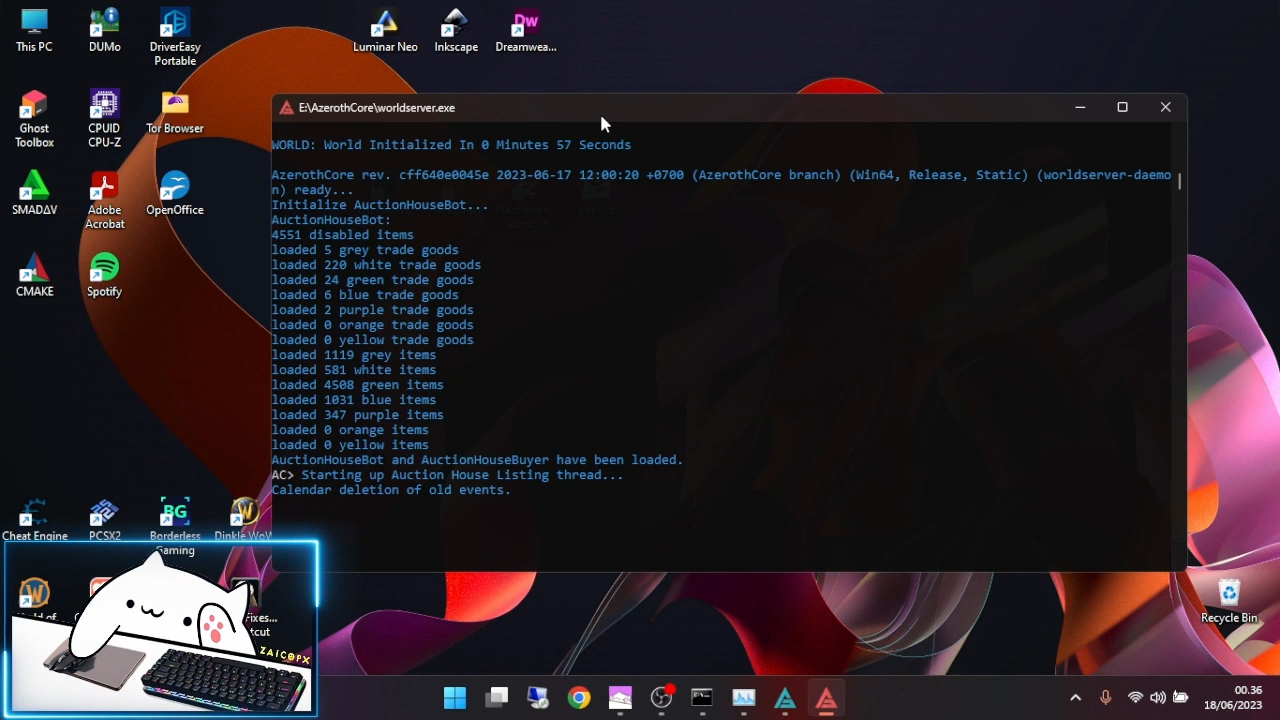 This PC
DUMo
DriverEasy
Portable
Luminar Neo
Inkscape
Dw
Dreamwea...
Ghost
Toolbox
CPUID
CPU-Z
Tor Browser
SMADΔV
Adobe
Acrobat
OpenOffice
CMAKE
Spotify
E:\AzerothCore\worldserver.exe
WORLD: World Initialized In 0 Minutes 57 Seconds
AzerothCore rev. cff640e0045e 2023-06-17 12:00:20 +0700 (AzerothCore branch) (Win64, Release, Static) (worldserver-daemo
n) ready...
Initialize AuctionHouseBot...
AuctionHouseBot:
4551 disabled items
loaded 5 grey trade goods
loaded 220 white trade goods
loaded 24 green trade goods
loaded 6 blue trade goods
loaded 2 purple trade goods
loaded 0 orange trade goods
loaded 0 yellow trade goods
loaded 1119 grey items
loaded 581 white items
loaded 4508 green items
loaded 1031 blue items
loaded 347 purple items
loaded 0 orange items
loaded 0 yellow items
AuctionHouseBot and AuctionHouseBuyer have been loaded.
AC> Starting up Auction House Listing thread...
Calendar deletion of old events.
Cheat Engine
PCSX2
BG
Borderless
Gaming
Dinkle WoW
Fixes...
ZAICOPX
Recycle Bin
00.36
18/06/2023